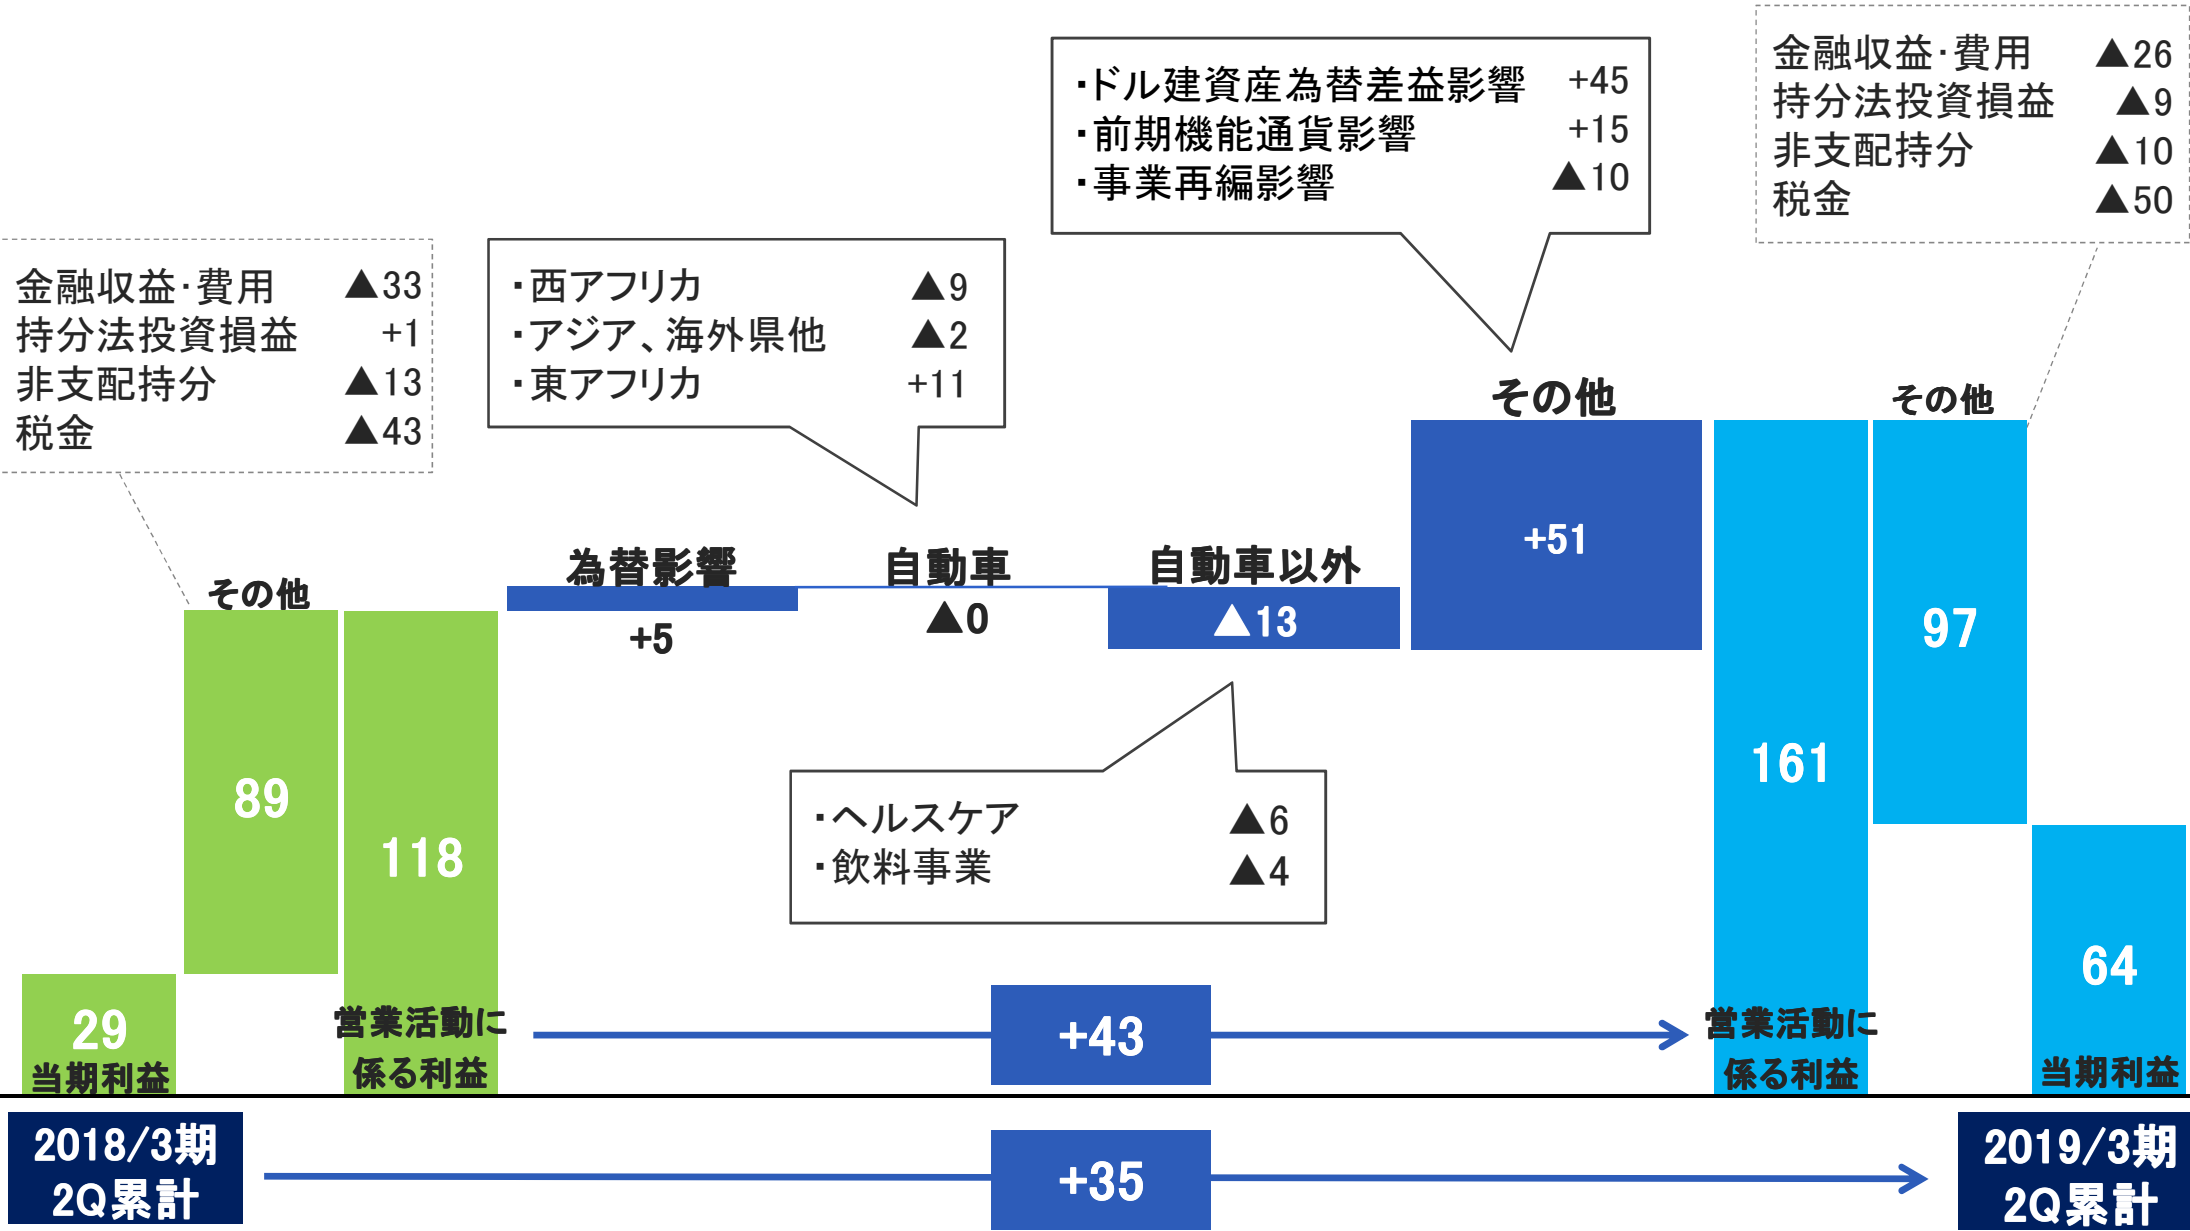 金融収益･費用 ▲33
持分法投資損益 +1
非支配持分 ▲13
税金 ▲43
・西アフリカ ▲9
・アジア、海外県他 ▲2
・東アフリカ +11
・ドル建資産為替差益影響 +45
・前期機能通貨影響 +15
・事業再編影響 ▲10
金融収益･費用 ▲26
持分法投資損益 ▲9
非支配持分 ▲10
税金 ▲50
その他
89
29
当期利益
118
営業活動に
係る利益
為替影響
+5
自動車
▲0
自動車以外
▲13
・ヘルスケア ▲6
・飲料事業 ▲4
その他
+51
161
営業活動に
係る利益
その他
97
64
当期利益
+43
2018/3期
2Q累計
+35
2019/3期
2Q累計